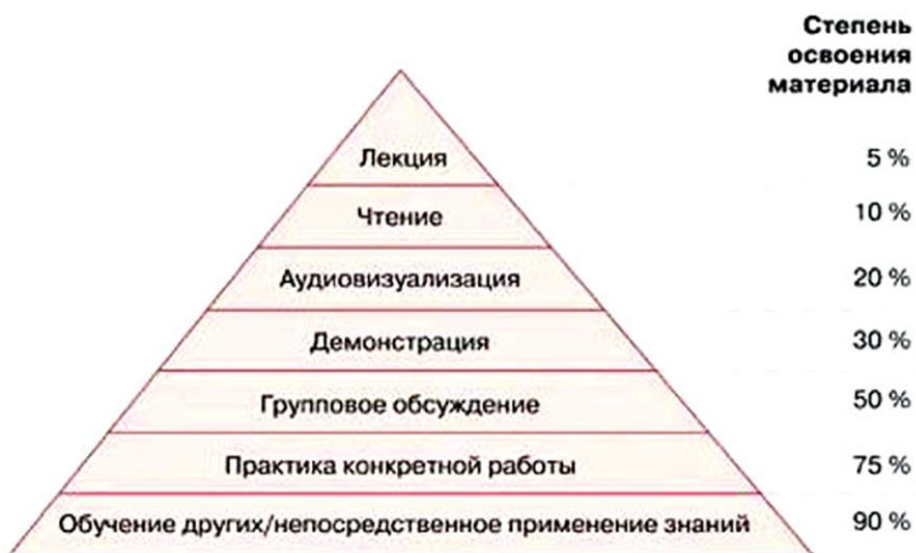 Степень
освоения
материала
Лекция 5 %
Чтение 10 %
Аудиовизуализация 20 %
Демонстрация 30 %
Групповое обсуждение 50 %
Практика конкретной работы 75 %
Обучение других/непосредственное применение знаний 90 %